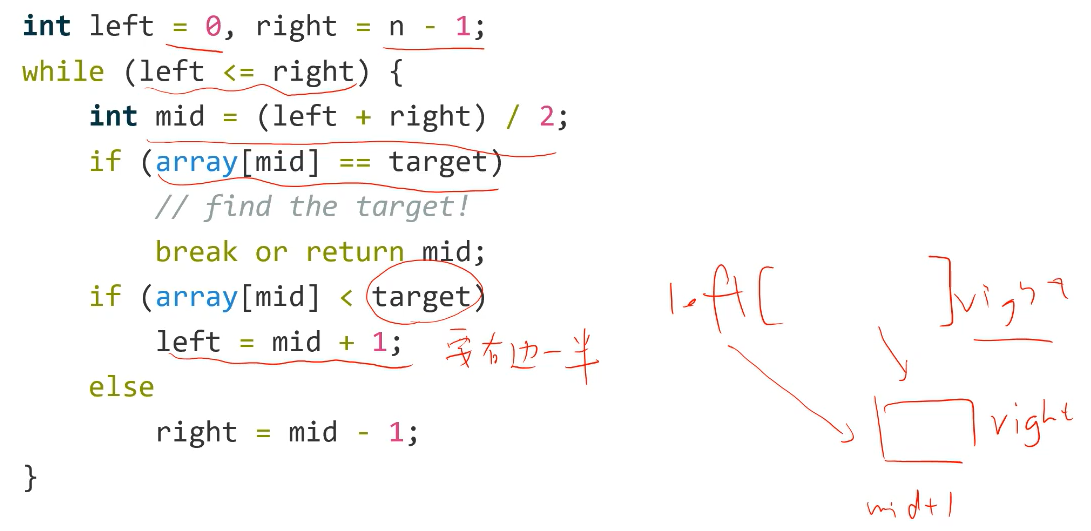 int left = 0, right = n - 1;
while (left <= right) {
    int mid = (left + right) / 2;
    if (array[mid] == target)
        // find the target!
        break or return mid;
    if (array[mid] < target)
        left = mid + 1; 要右边一半
    else
        right = mid - 1;
}
left [ ] right
right
mid+1